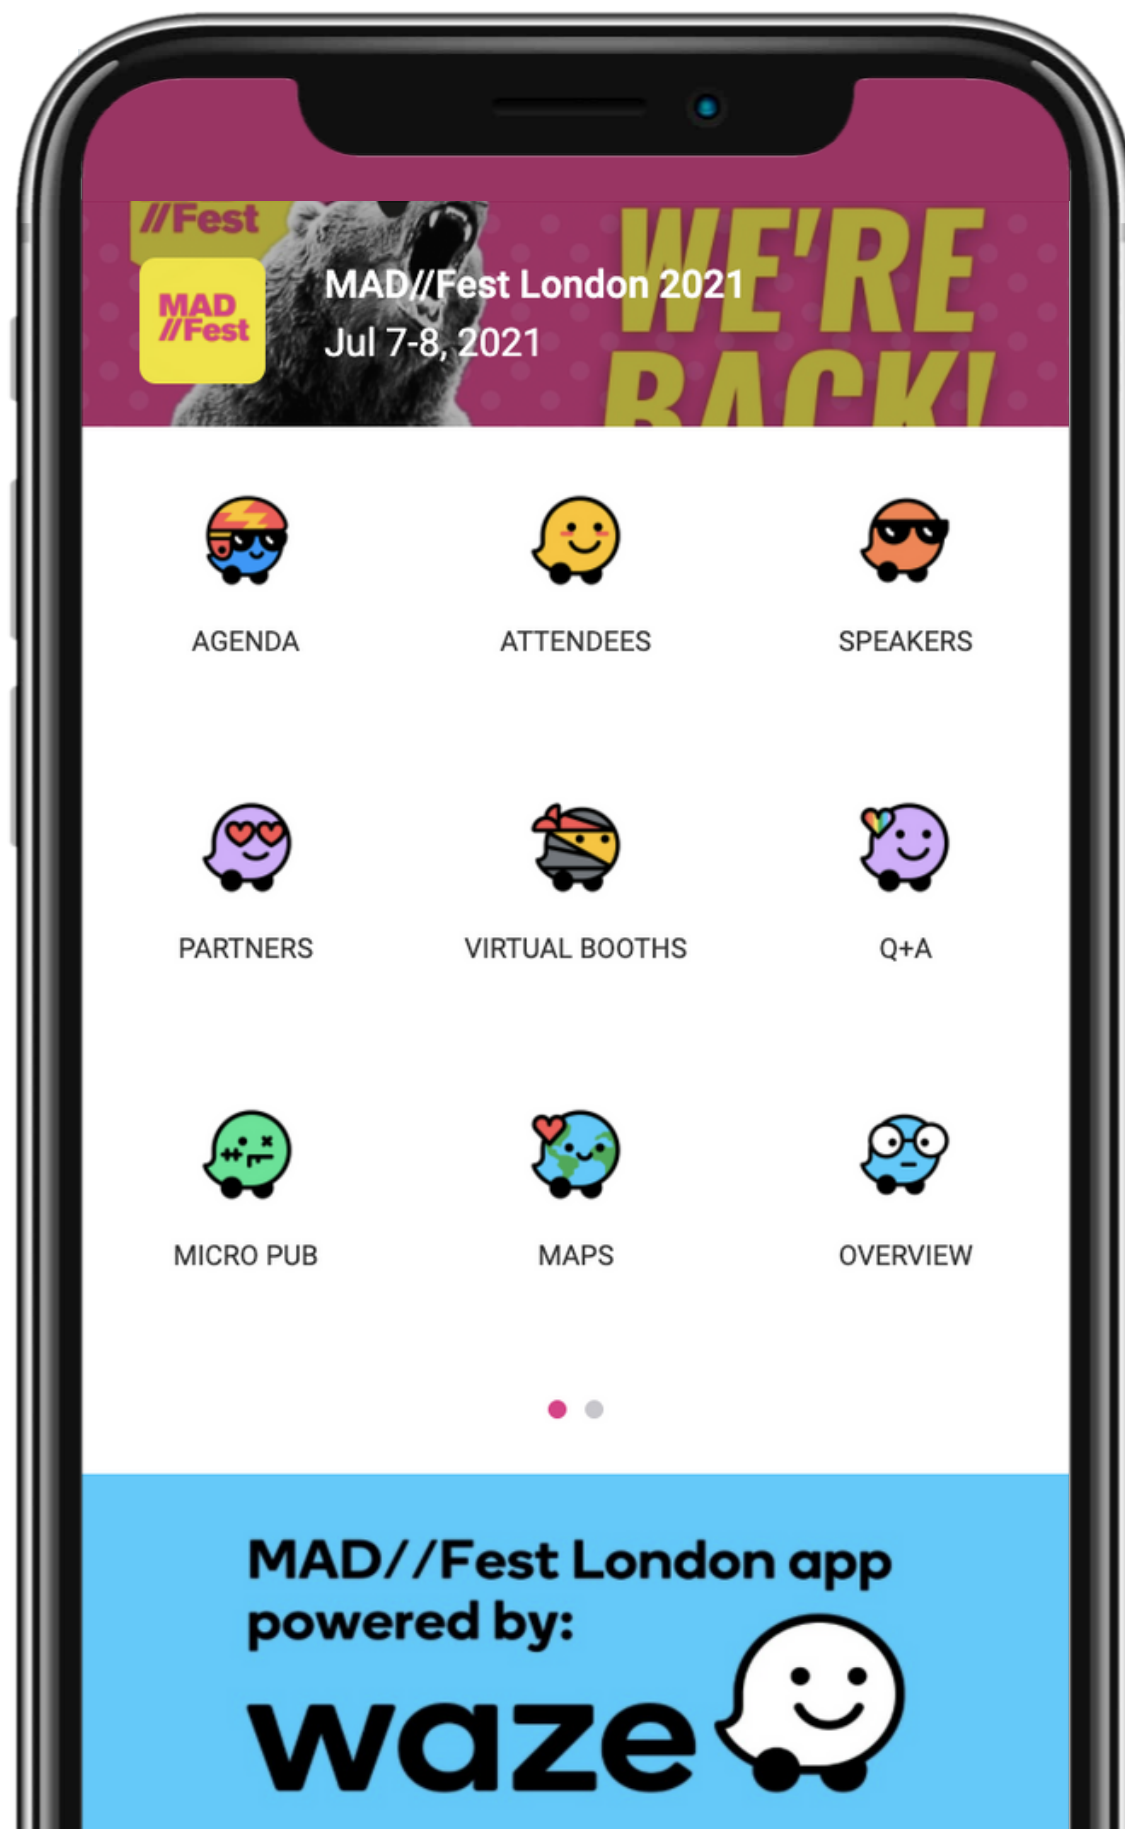 //Fest
MAD
//Fest
MAD//Fest London 2021
Jul 7-8, 2021
WE'RE
BACK!
AGENDA
ATTENDEES
SPEAKERS
PARTNERS
VIRTUAL BOOTHS
Q+A
MICRO PUB
MAPS
OVERVIEW
MAD//Fest London app
powered by:
waze